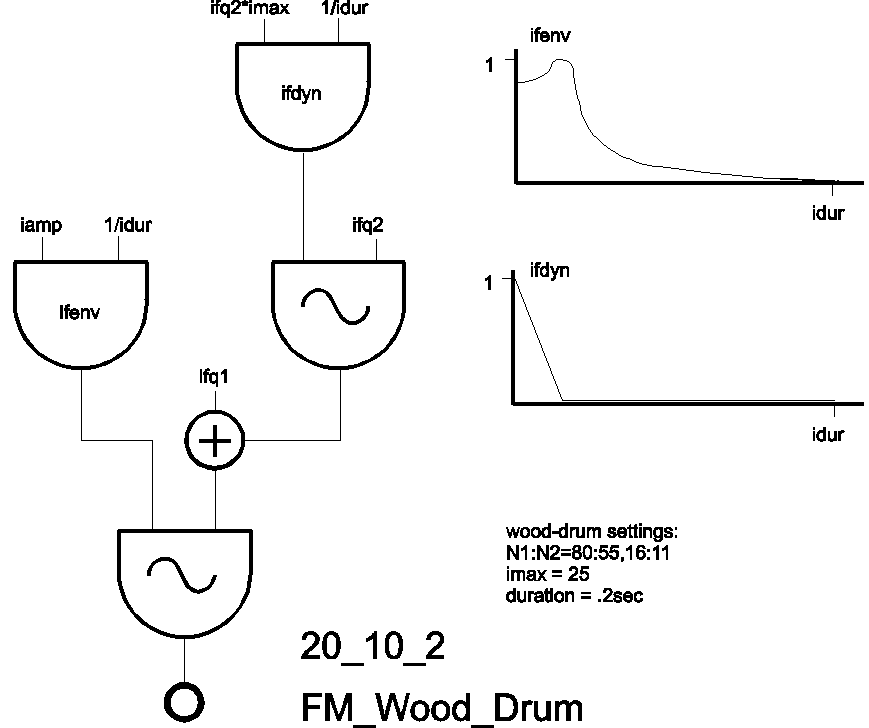 ifq2*imax 1/idur
ifdyn
ifenv
1
idur
iamp 1/idur
ifq2
Ifenv
ifdyn
1
idur
Ifq1
wood-drum settings:
N1:N2=80:55,16:11
imax = 25
duration = .2sec
20_10_2
FM_Wood_Drum